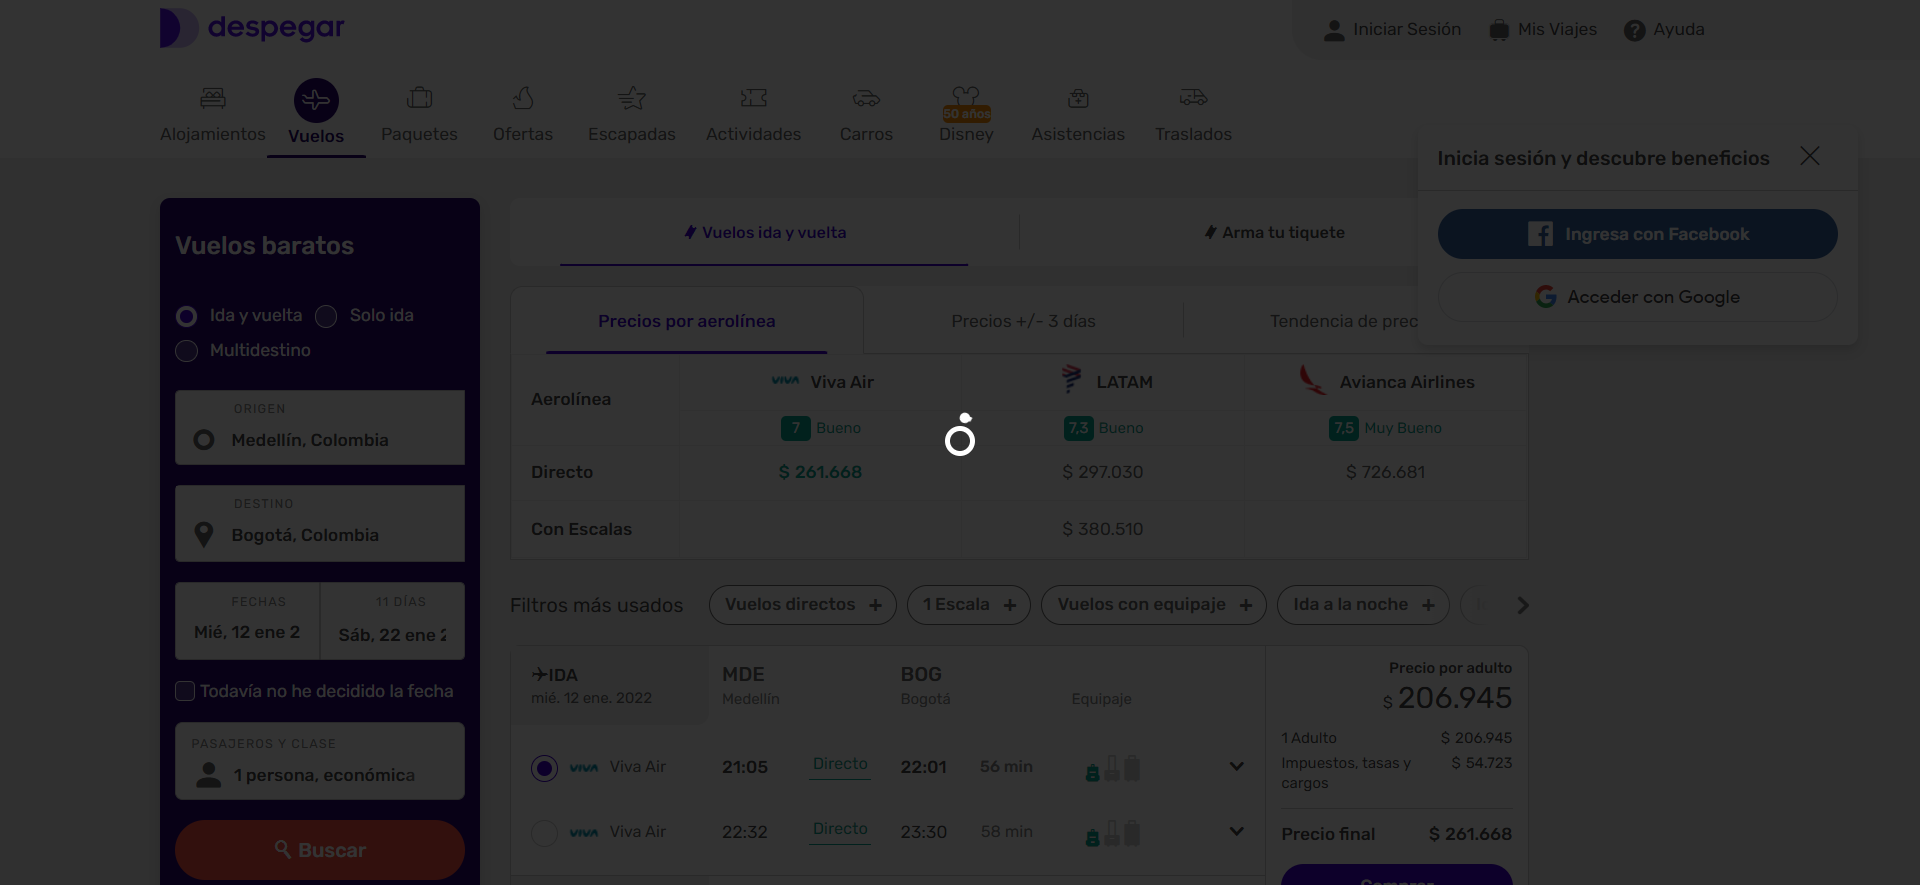 despegar
Iniciar Sesión Mis Viajes Ayuda
Alojamientos Vuelos Paquetes Ofertas Escapadas Actividades Carros 50 años Disney Asistencias Traslados
Inicia sesión y descubre beneficios
Ingresa con Facebook
Acceder con Google
Vuelos baratos
Ida y vuelta Solo ida
Multidestino
ORIGEN
Medellín, Colombia
DESTINO
Bogotá, Colombia
FECHAS 11 DÍAS
Mié, 12 ene 2 Sáb, 22 ene 2
Todavía no he decidido la fecha
PASAJEROS Y CLASE
1 persona, económica
Buscar
Vuelos ida y vuelta Arma tu tiquete
Precios por aerolínea Precios +/- 3 días Tendencia de prec
Aerolínea Viva Air LATAM Avianca Airlines
7 Bueno 7,3 Bueno 7,5 Muy Bueno
Directo $ 261.668 $ 297.030 $ 726.681
Con Escalas $ 380.510
Filtros más usados Vuelos directos + 1 Escala + Vuelos con equipaje + Ida a la noche +
IDA MDE BOG
mié. 12 ene. 2022 Medellín Bogotá Equipaje
VIVA Viva Air 21:05 Directo 22:01 56 min
VIVA Viva Air 22:32 Directo 23:30 58 min
Precio por adulto
$ 206.945
1 Adulto $ 206.945
Impuestos, tasas y $ 54.723
cargos
Precio final $ 261.668
Comprar